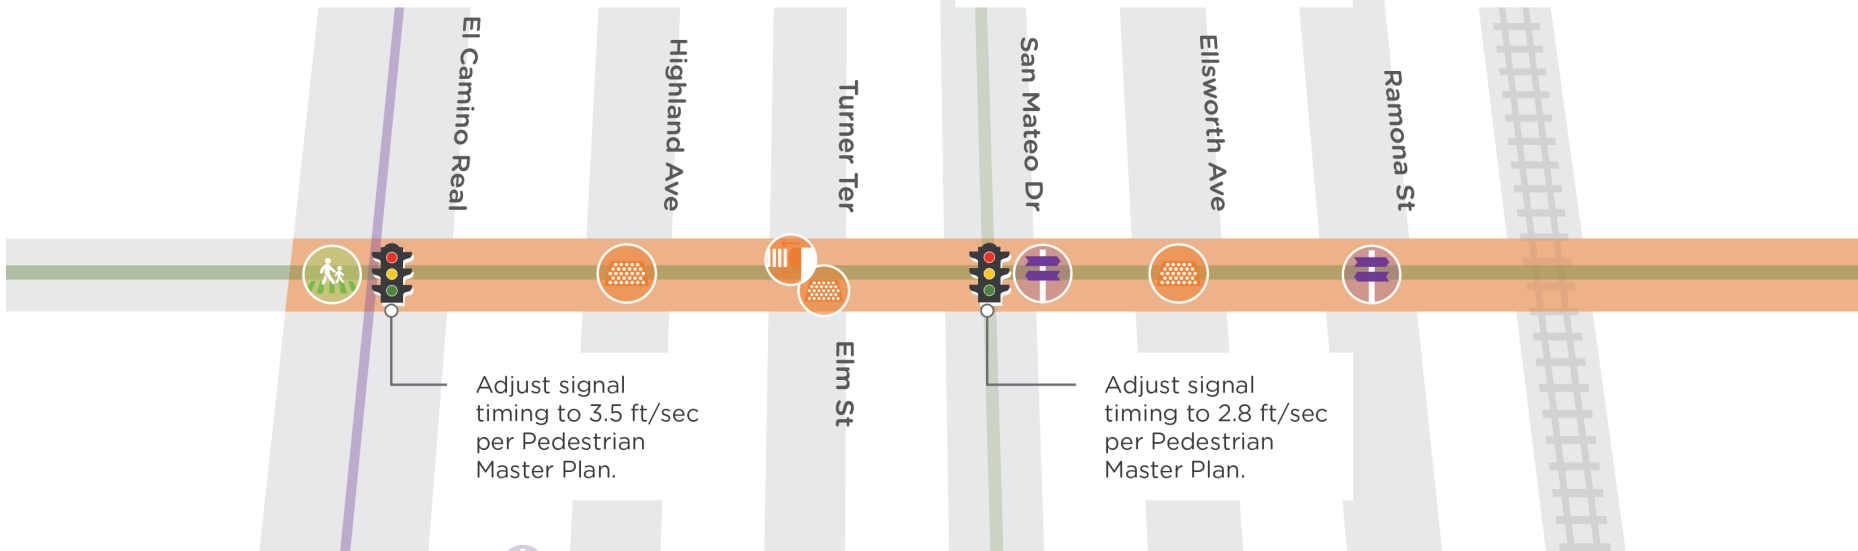 El Camino Real
Highland Ave
Turner Ter
San Mateo Dr
Ellsworth Ave
Ramona St
Elm St
Adjust signal
timing to 3.5 ft/sec
per Pedestrian
Master Plan.
Adjust signal
timing to 2.8 ft/sec
per Pedestrian
Master Plan.